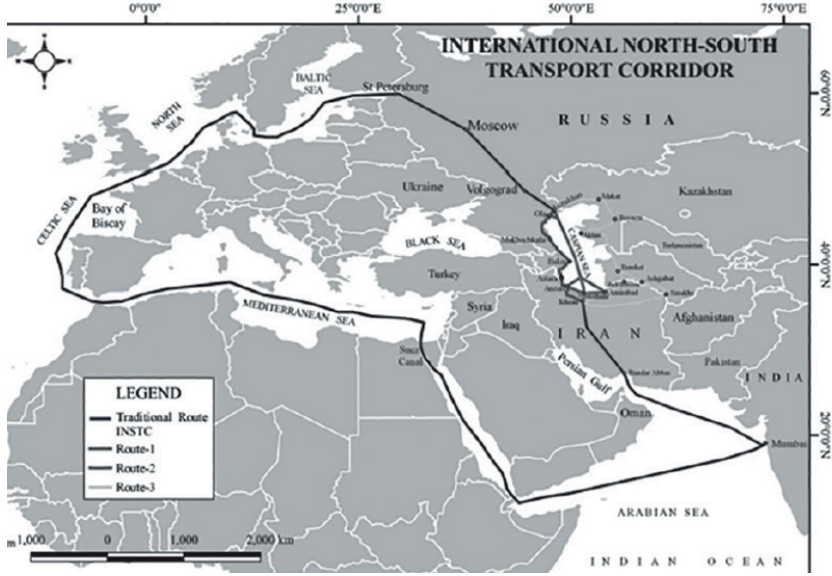 0°0'0"
25°0'0"E
50°0'0"E
75°0'0"E
INTERNATIONAL NORTH-SOUTH
TRANSPORT CORRIDOR
N
BALTIC
SEA
St Petersburg
60°0'0"N
NORTH
SEA
Moscow
RUSSIA
Ukraine
Volgograd
Kazakhstan
Makat
CELTIC SEA
Bay of
Biscay
BLACK SEA
CASPIAN SEA
Turkey
40°0'0"N
MEDITERRANEAN SEA
Syria
Iraq
IRAN
Afghanistan
Suez
Canal
Persian Gulf
Bandar Abbas
Pakistan
INDIA
LEGEND
Traditional Route
INSTC
Route-1
Route-2
Route-3
Oman
20°0'0"N
Mumbai
ARABIAN SEA
1,000
0
1,000
2,000 km
INDIAN OCEAN